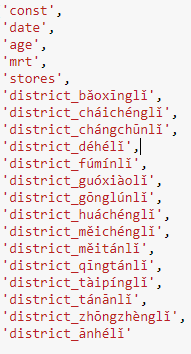 'const',
'date',
'age',
'mrt',
'stores',
'district_bǎoxīnglǐ',
'district_cháichénglǐ',
'district_chángchūnlǐ',
'district_déhélǐ',
'district_fúmínlǐ',
'district_guóxiàolǐ',
'district_gōnglúnlǐ',
'district_huáchénglǐ',
'district_měichénglǐ',
'district_měitánlǐ',
'district_qīngtánlǐ',
'district_tàipínglǐ',
'district_tánānlǐ',
'district_zhōngzhènglǐ',
'district_ānhélǐ'